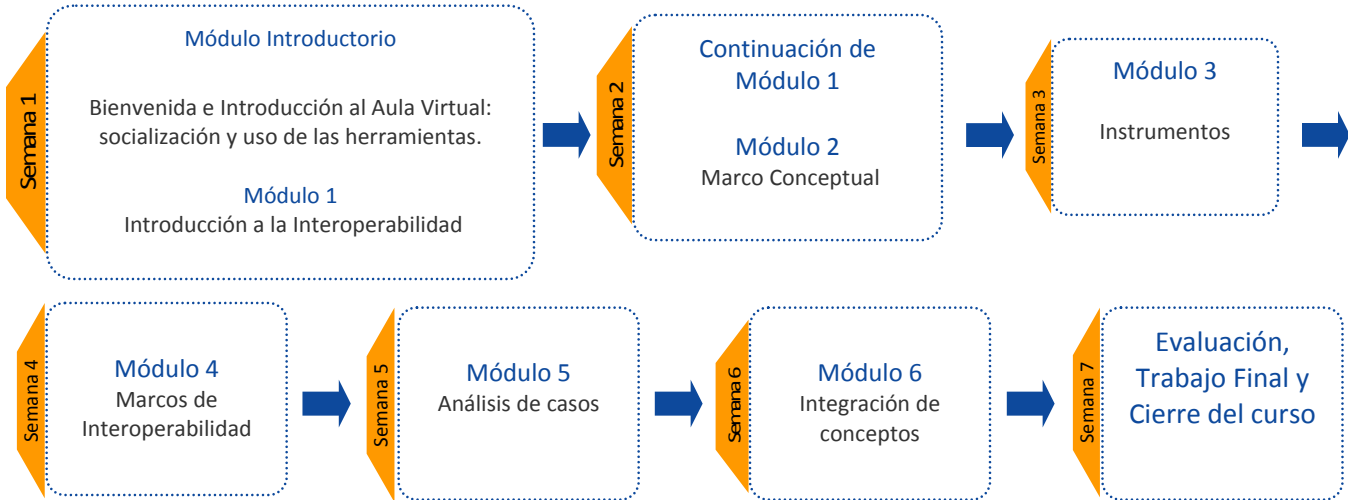 Semana 1
Módulo Introductorio
Bienvenida e Introducción al Aula Virtual:
socialización y uso de las herramientas.
Módulo 1
Introducción a la Interoperabilidad
Semana 2
Continuación de
Módulo 1
Módulo 2
Marco Conceptual
Semana 3
Módulo 3
Instrumentos
Semana 4
Módulo 4
Marcos de
Interoperabilidad
Semana 5
Módulo 5
Análisis de casos
Semana 6
Módulo 6
Integración de
conceptos
Semana 7
Evaluación,
Trabajo Final y
Cierre del curso